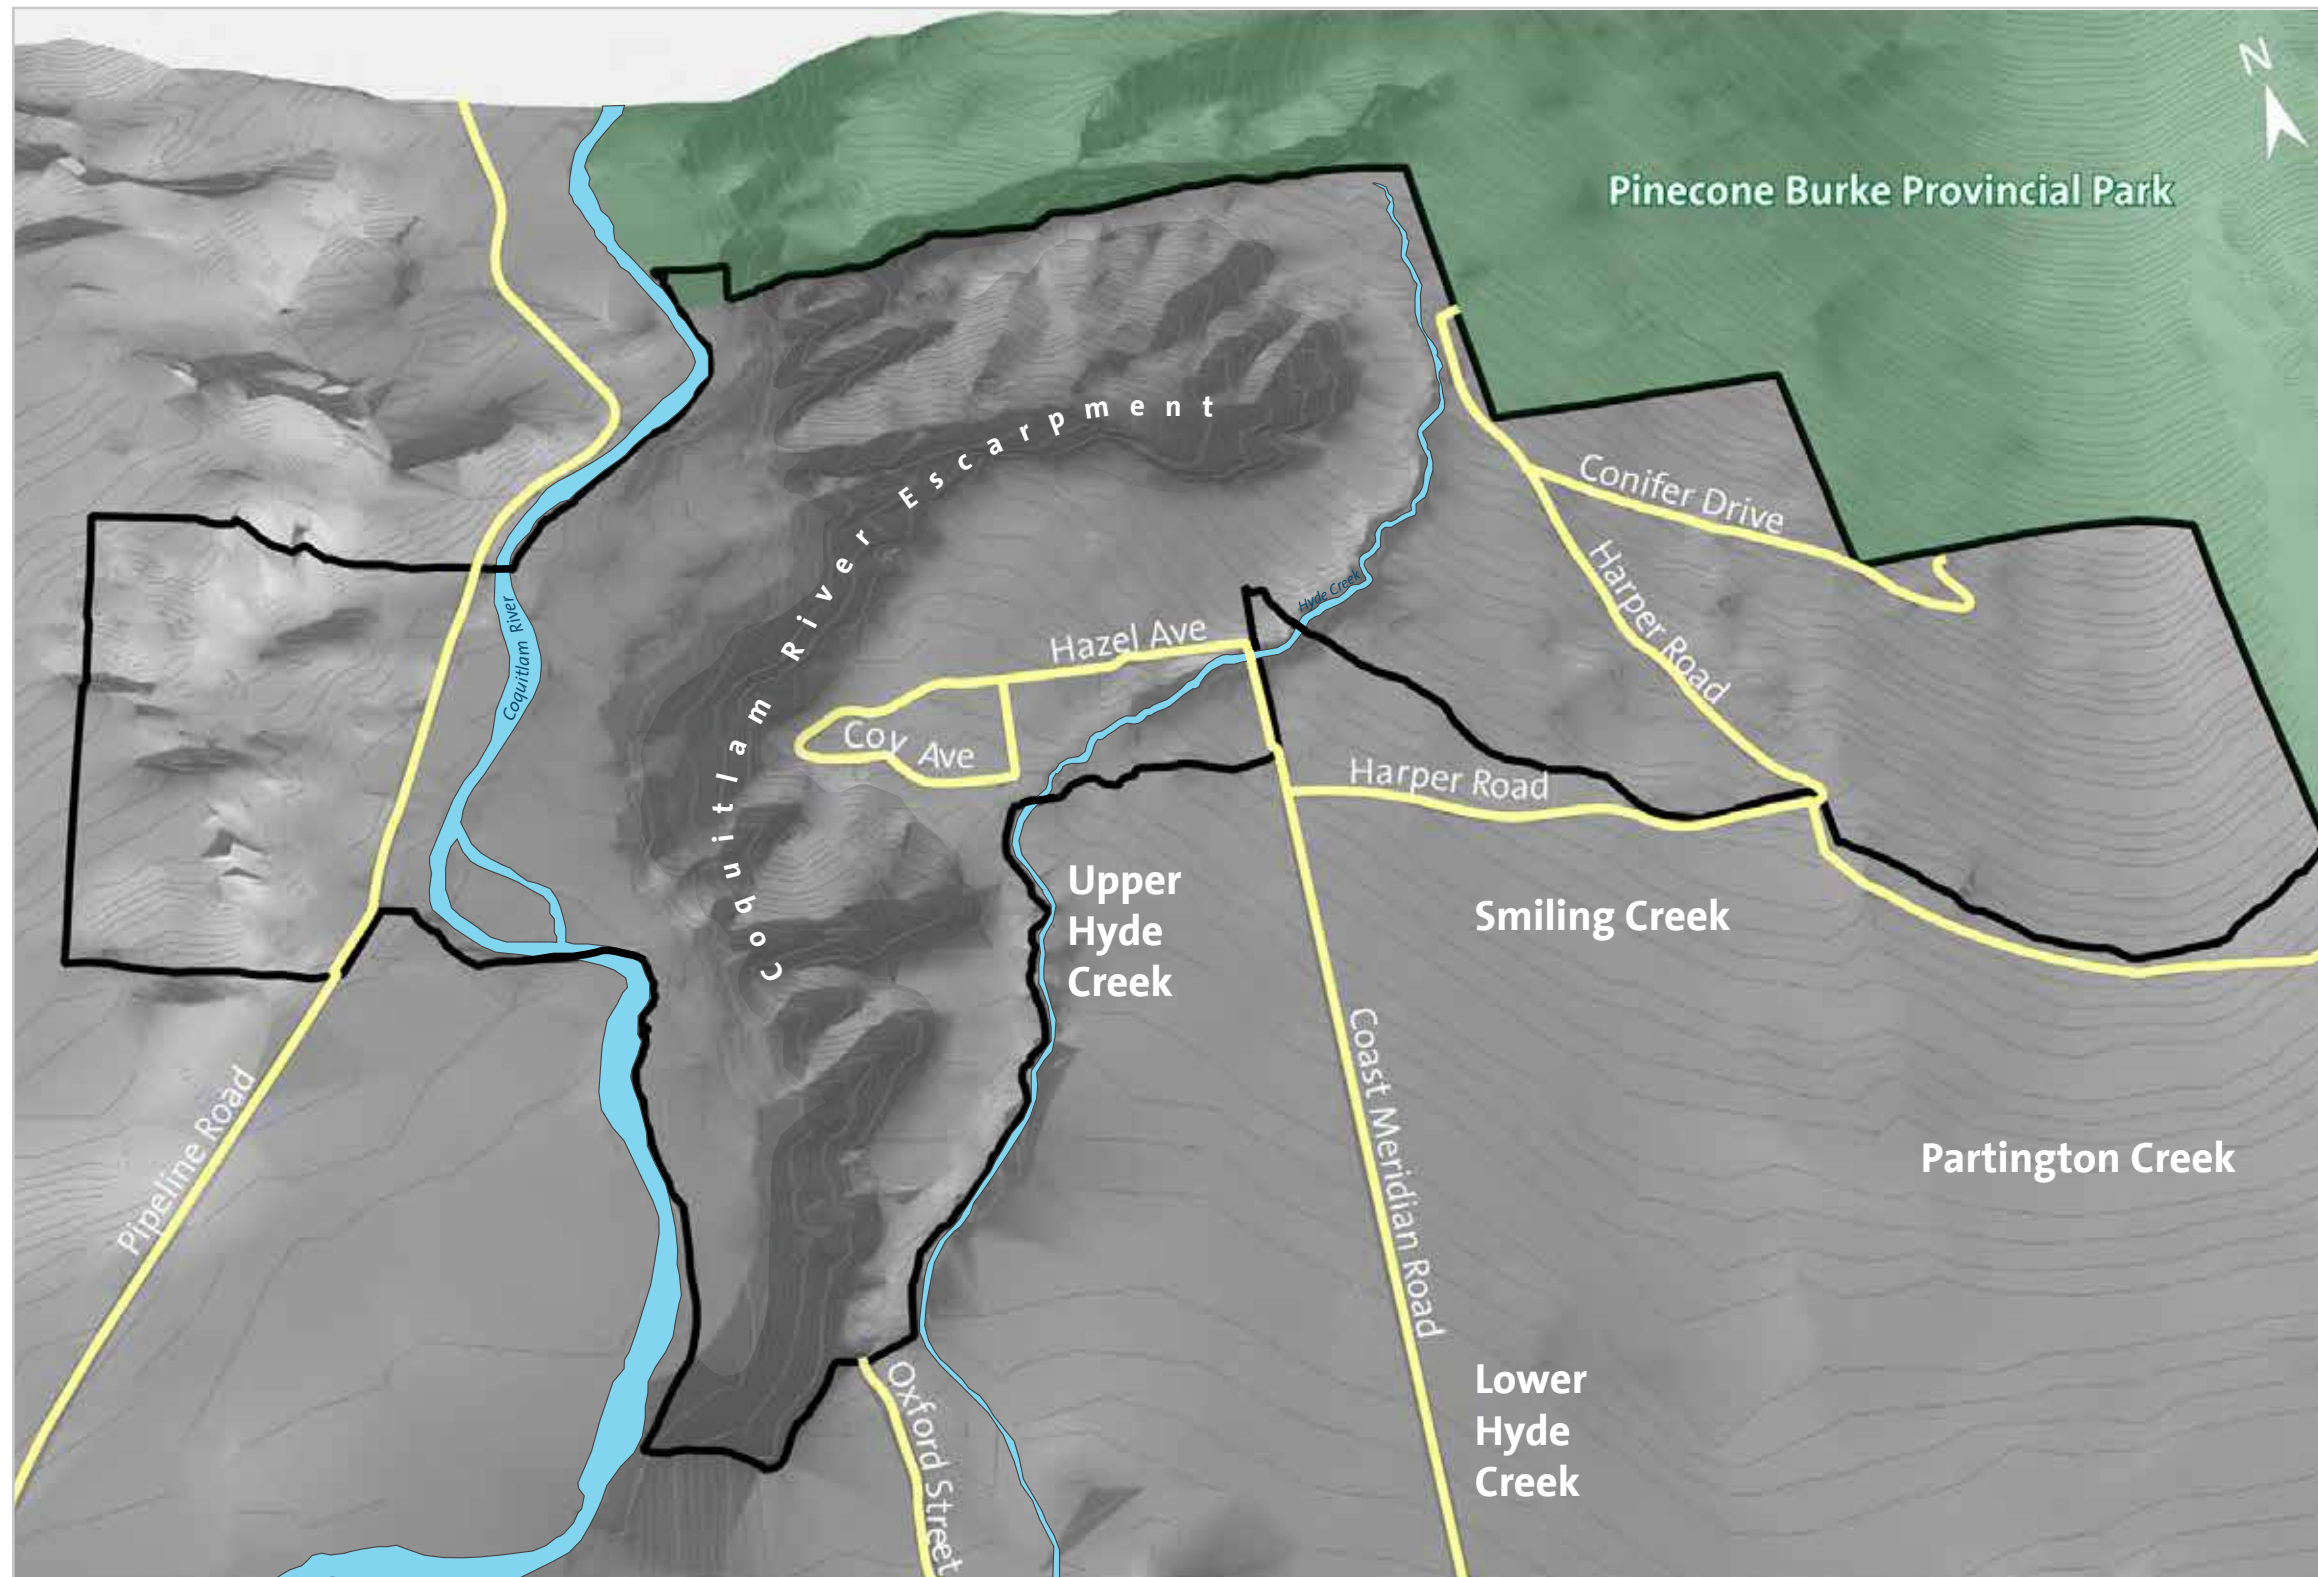 N
Pinecone Burke Provincial Park
Coquitlam River Escarpment
Conifer Drive
Harper Road
Hyde Creek
Coquitlam River
Hazel Ave
Coy Ave
Harper Road
Upper
Hyde
Creek
Smiling Creek
Coast Meridian Road
Pipeline Road
Partington Creek
Oxford Street
Lower
Hyde
Creek